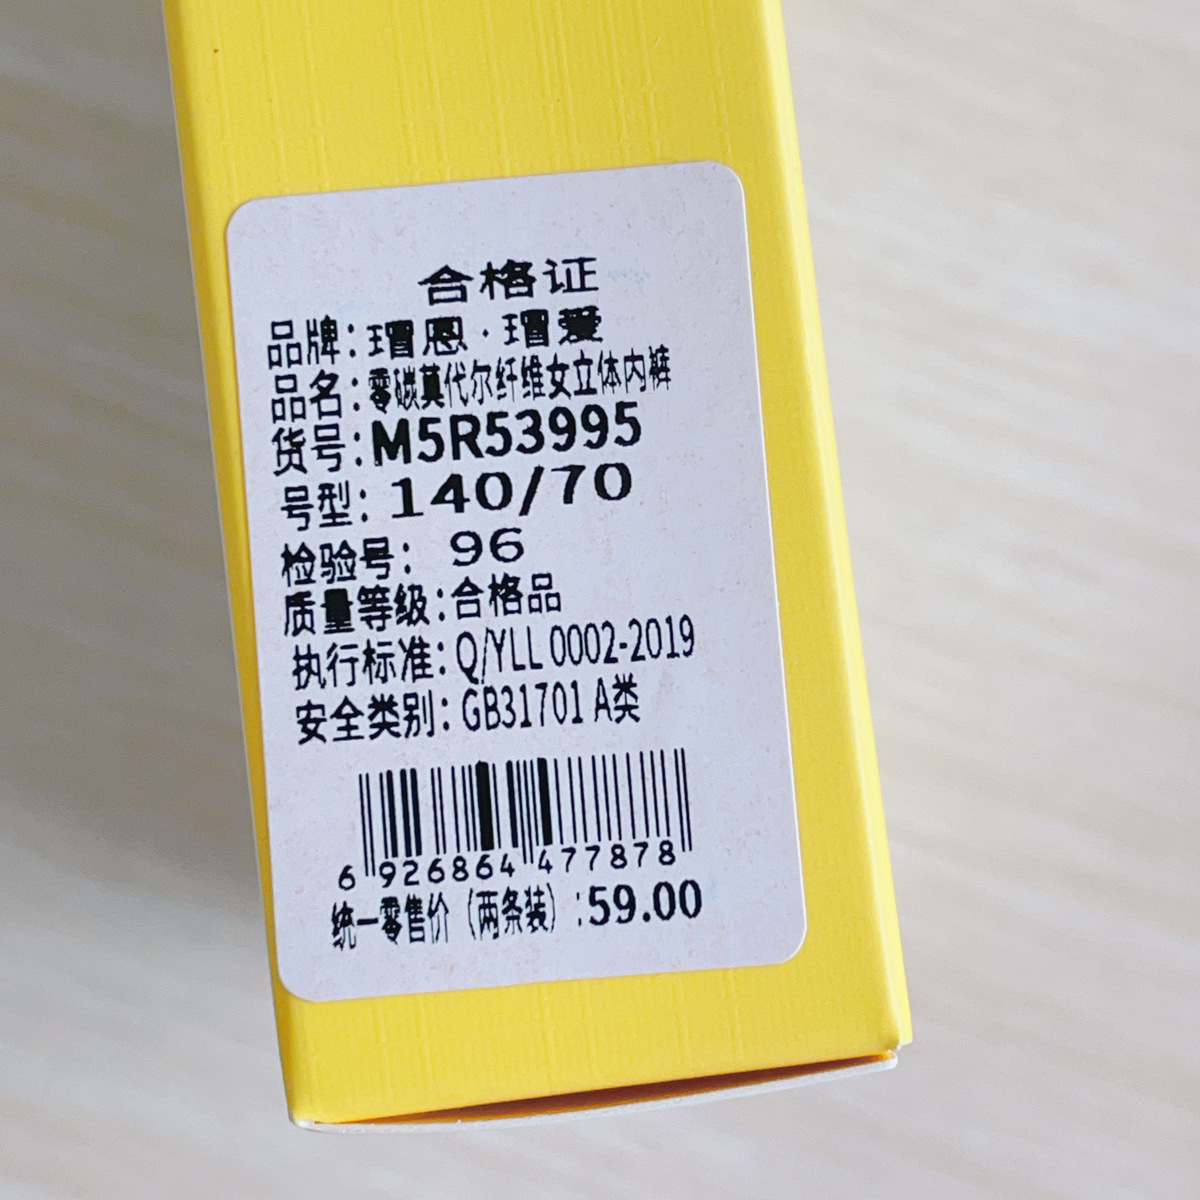 合格证
品牌：瑁恩·瑁爱
品名：零碳莫代尔纤维女立体内裤
货号：M5R53995
号型：140/70
检验号：96
质量等级：合格品
执行标准：Q/YLL 0002-2019
安全类别：GB31701 A类
6 926864 477878
统一零售价（两条装）：59.00